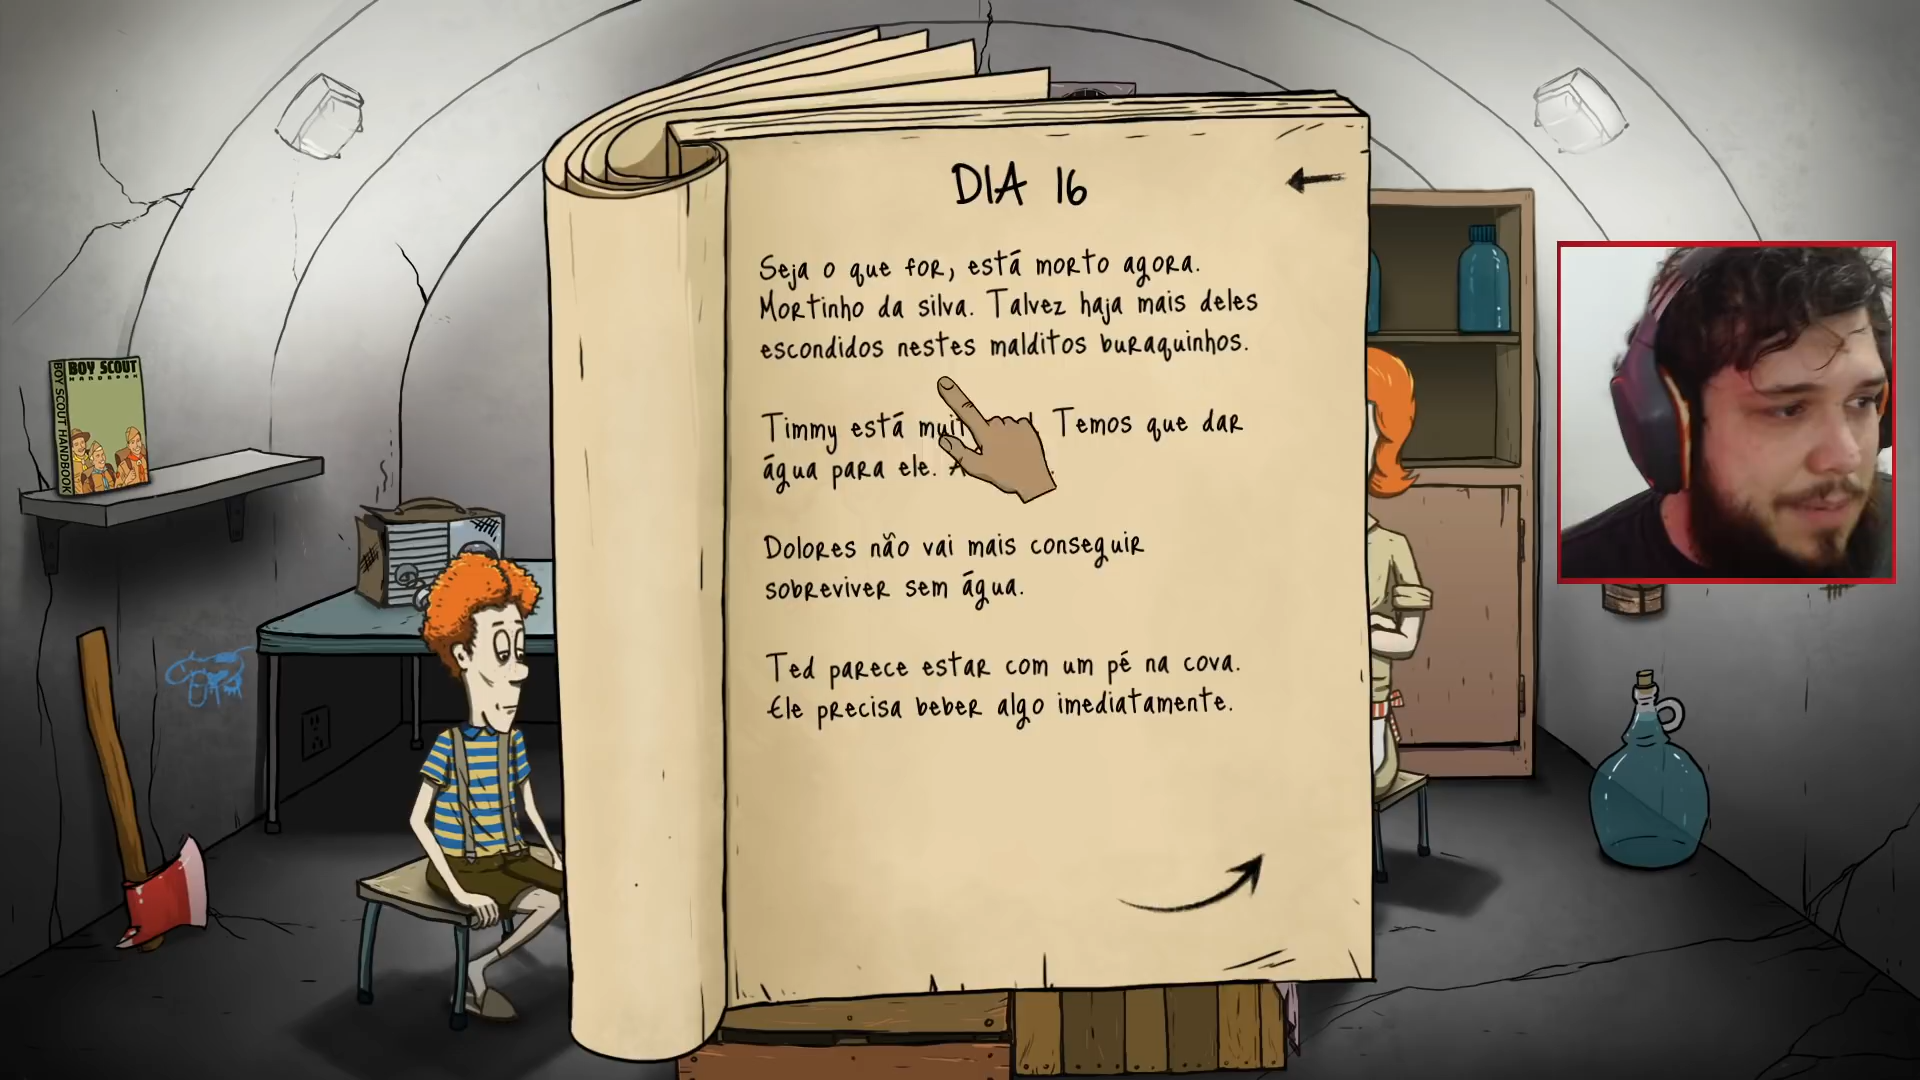 BOY SCOUT
HANDBOOK
BOY SCOUT HANDBOOK
DIA 16
Seja o que for, está morto agora.
Mortinho da silva. Talvez haja mais deles
escondidos nestes malditos buraquinhos.
Timmy está Temos que dar
água para ele.
Dolores não vai mais conseguir
sobreviver sem água.
Ted parece estar com um pé na cova.
Ele precisa beber algo imediatamente.